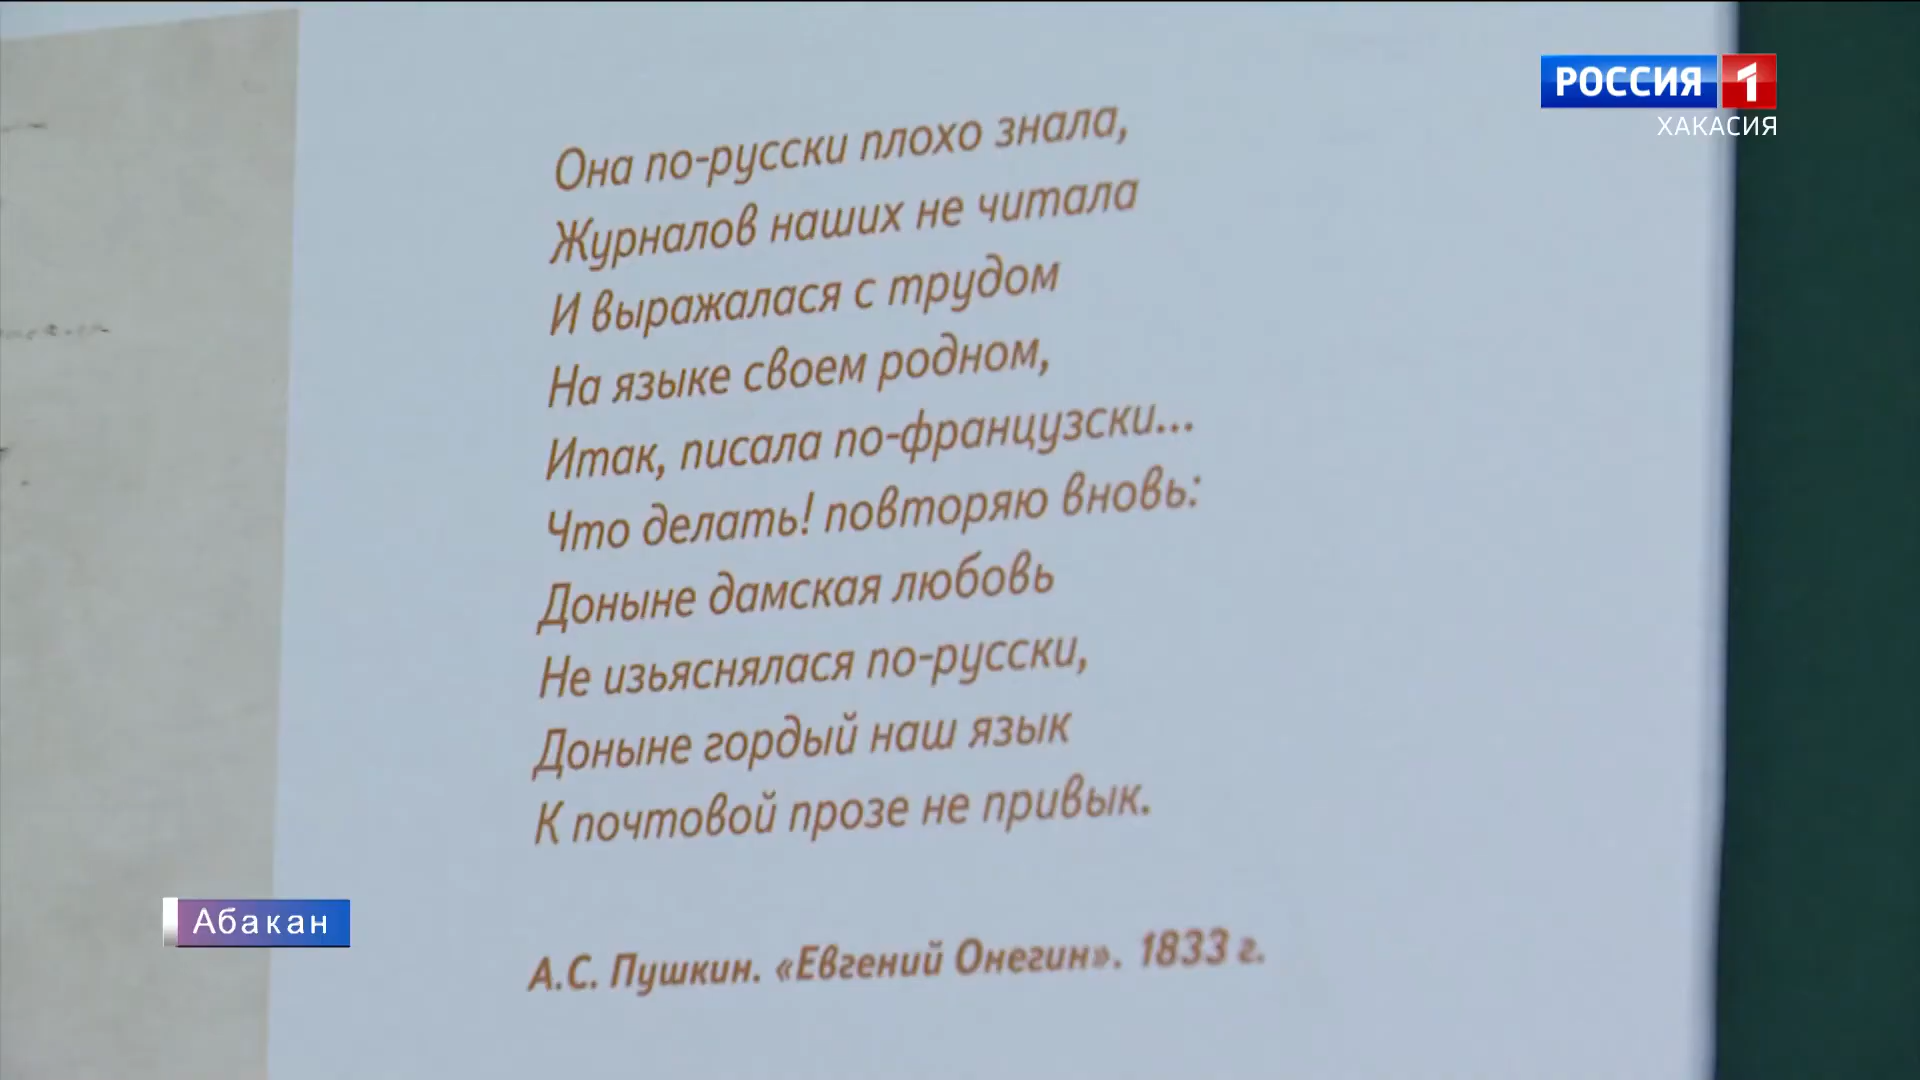 РОССИЯ 1
ХАКАСИЯ
Она по-русски плохо знала,
Журналов наших не читала
И выражалася с трудом
На языке своем родном,
Итак, писала по-французски...
Что делать! повторяю вновь:
Доныне дамская любовь
Не изьяснялася по-русски,
Доныне гордый наш язык
К почтовой прозе не привык.
А.С. Пушкин. «Евгений Онегин». 1833 г.
Абакан